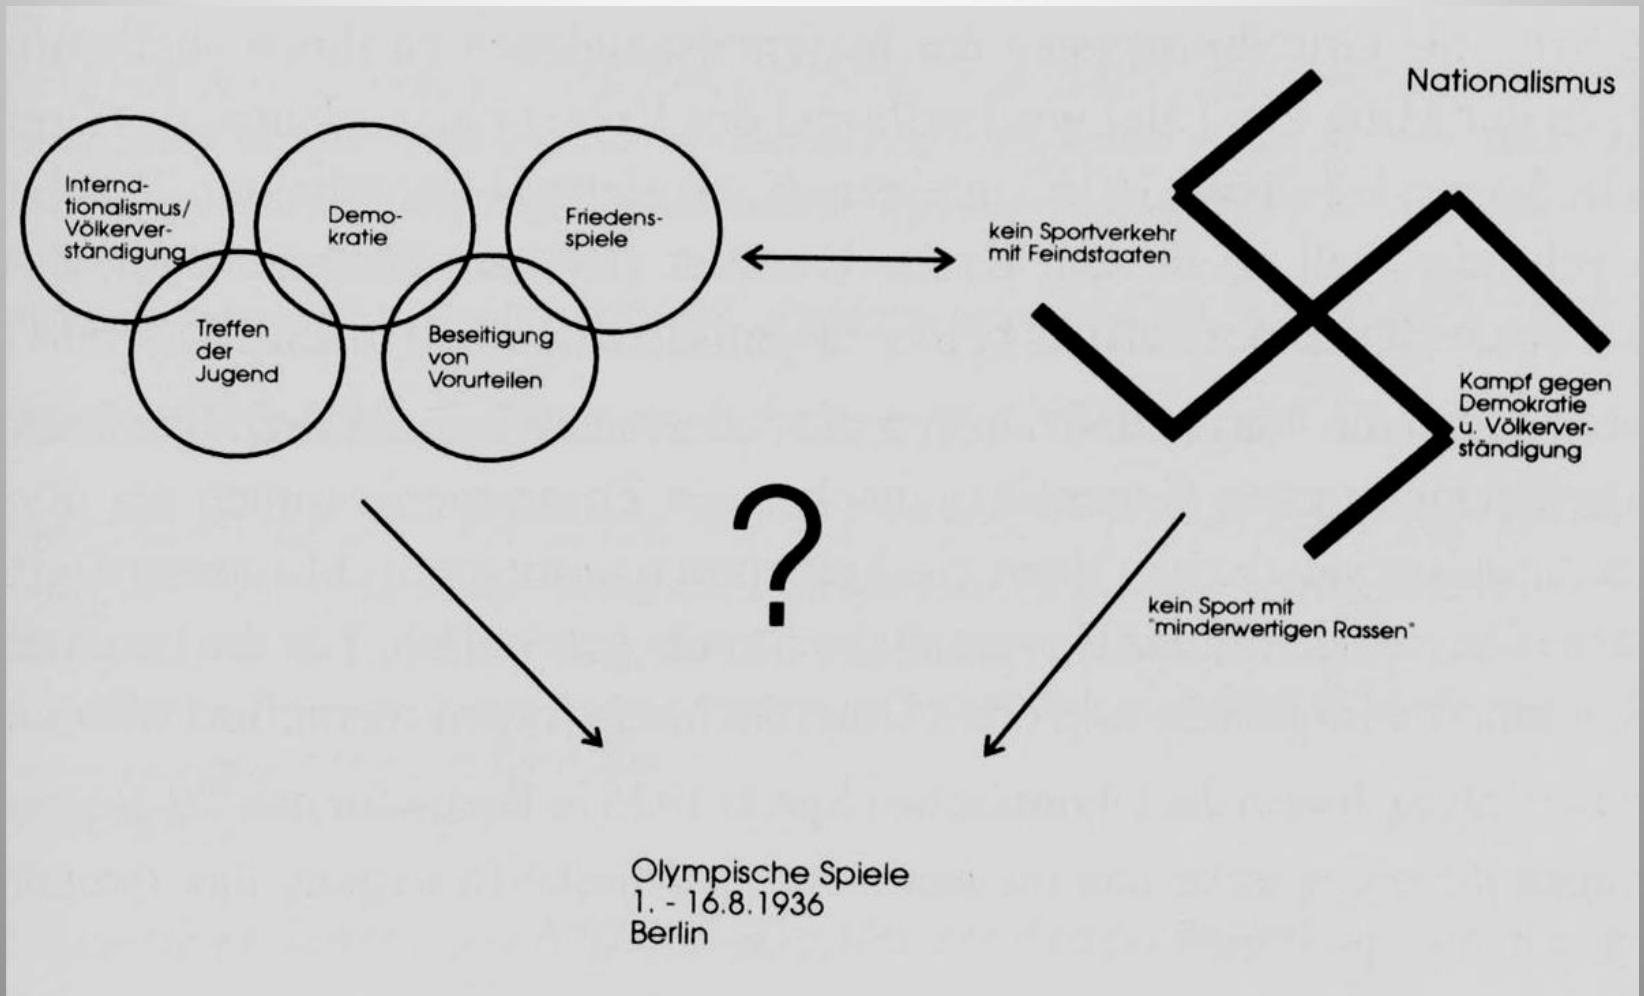 Nationalismus
Interna-
tionalismus/
Völkerver-
ständigung
Demo-
kratie
Friedens-
spiele
Treffen
der
Jugend
Beseitigung
von
Vorurteilen
kein Sportverkehr
mit Feindstaaten
Kampf gegen
Demokratie
u. Völkerver-
ständigung
?
kein Sport mit
"minderwertigen Rassen"
Olympische Spiele
1. - 16.8.1936
Berlin